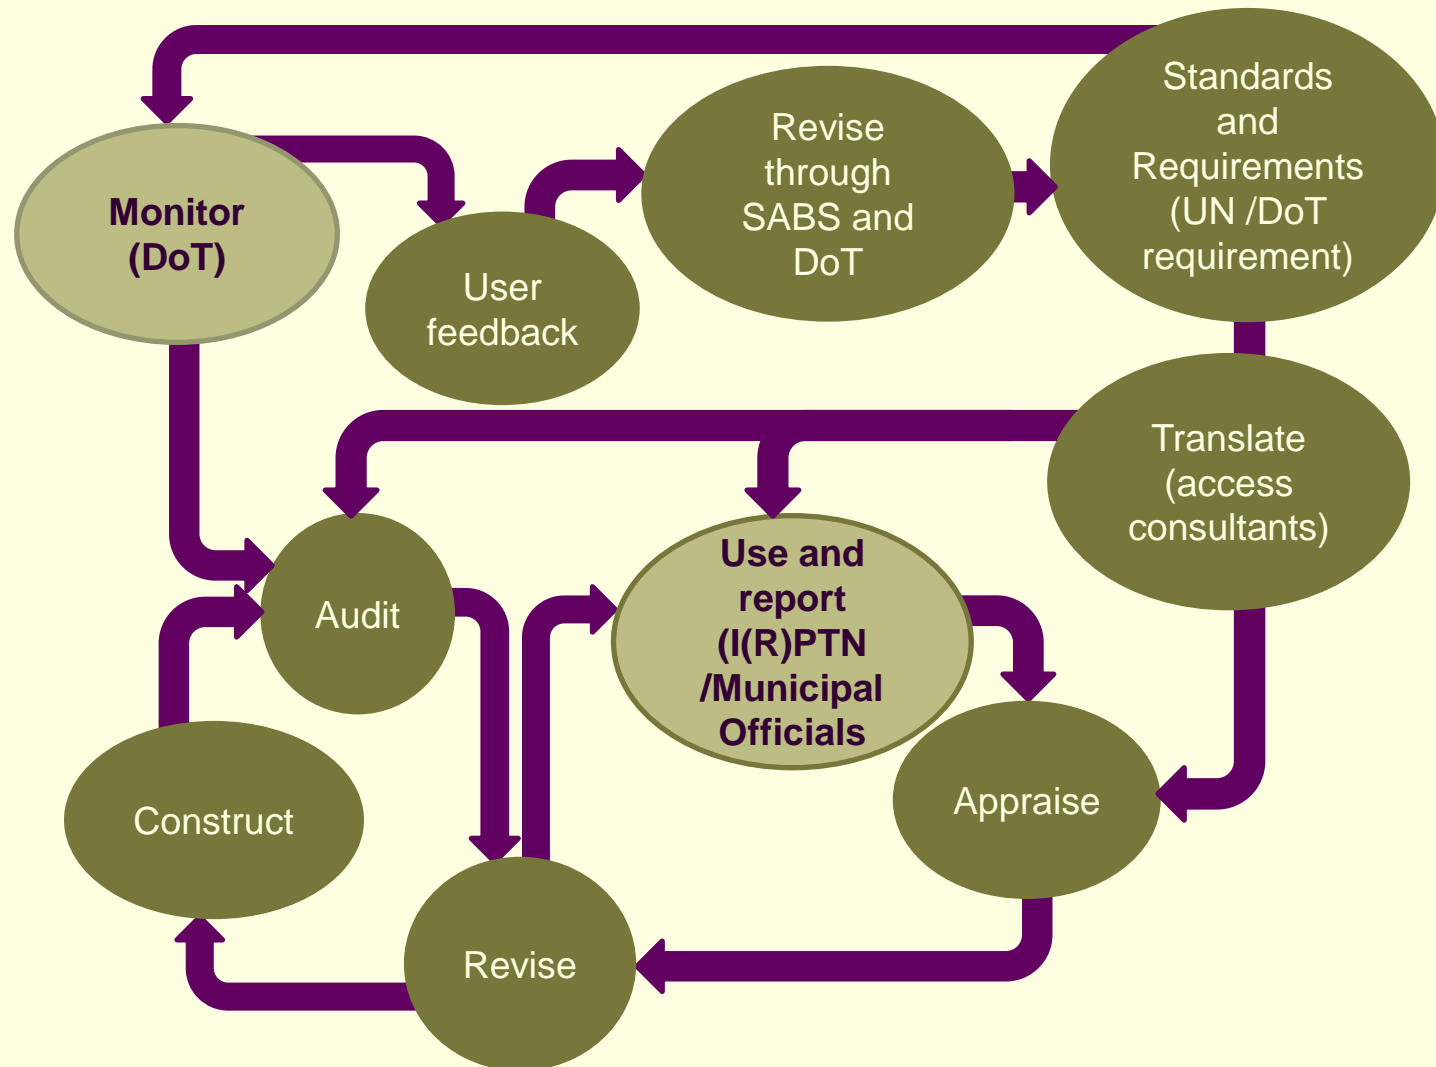 Standards
and
Requirements
(UN /DoT
requirement)
Revise
through
SABS and
DoT
Monitor
(DoT)
User
feedback
Translate
(access
consultants)
Use and
report
(I(R)PTN
/Municipal
Officials
Audit
Appraise
Construct
Revise